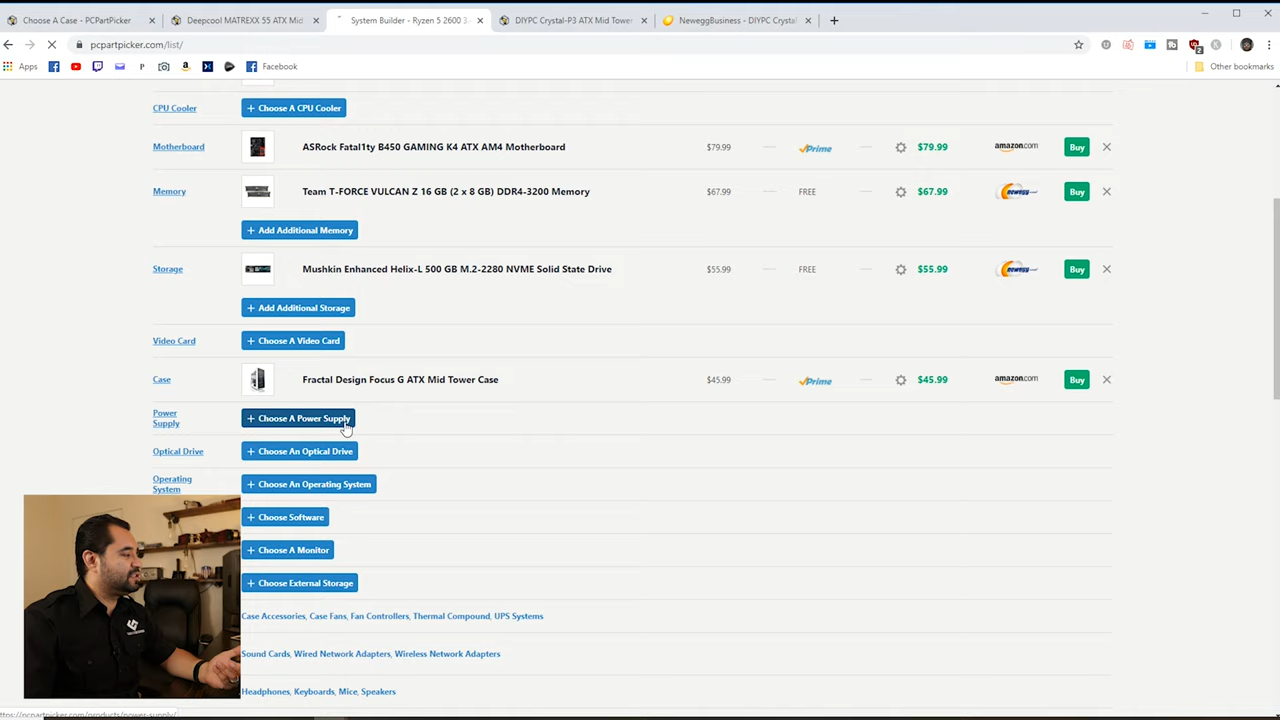 Choose A Case - PCPartPicker
Deepcool MATREXX 55 ATX Mid
System Builder - Ryzen 5 2600 3
DIYPC Crystal-P3 ATX Mid Tower
NeweggBusiness - DIYPC Crystal
pcpartpicker.com/list/
Apps
Facebook
Other bookmarks
CPU Cooler
+ Choose A CPU Cooler
Motherboard
ASRock Fatal1ty B450 GAMING K4 ATX AM4 Motherboard
$79.99
Prime
$79.99
amazon.com
Buy
Memory
Team T-FORCE VULCAN Z 16 GB (2 x 8 GB) DDR4-3200 Memory
$67.99
FREE
$67.99
newegg
Buy
+ Add Additional Memory
Storage
Mushkin Enhanced Helix-L 500 GB M.2-2280 NVME Solid State Drive
$55.99
FREE
$55.99
newegg
Buy
+ Add Additional Storage
Video Card
+ Choose A Video Card
Case
Fractal Design Focus G ATX Mid Tower Case
$45.99
Prime
$45.99
amazon.com
Buy
Power
Supply
+ Choose A Power Supply
Optical Drive
+ Choose An Optical Drive
Operating
System
+ Choose An Operating System
+ Choose Software
+ Choose A Monitor
+ Choose External Storage
Case Accessories, Case Fans, Fan Controllers, Thermal Compound, UPS Systems
Sound Cards, Wired Network Adapters, Wireless Network Adapters
Headphones, Keyboards, Mice, Speakers
ttps://pcpartpicker.com/products/power-supply/